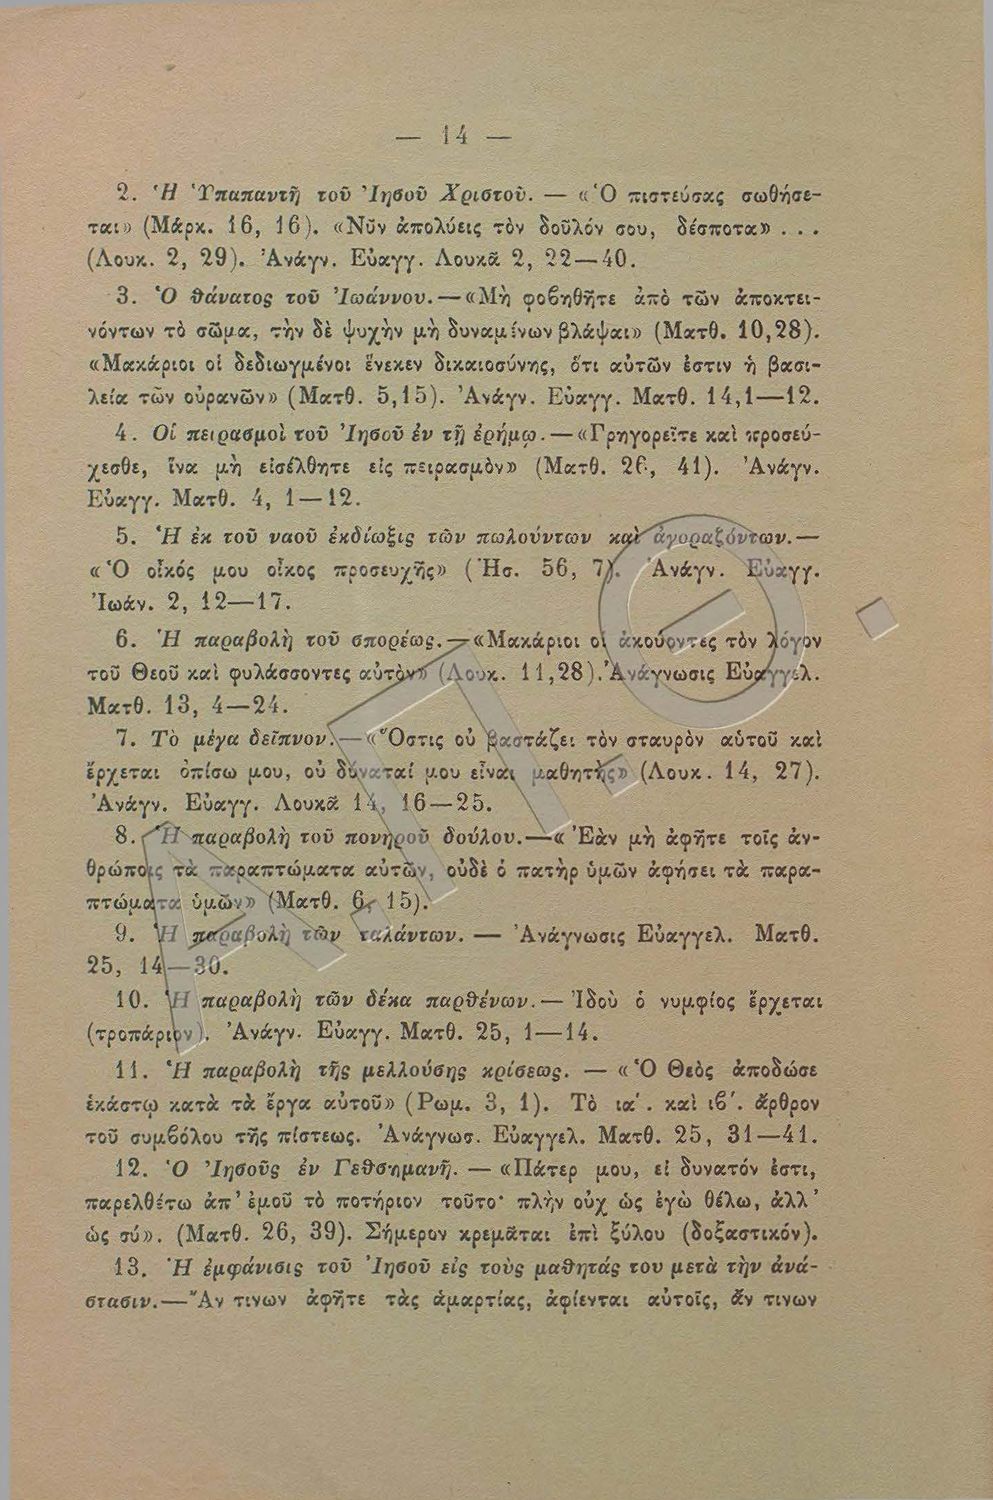 — 14 —
2. Ἡ Ὑπαπαντῆ τοῦ Ἰησοῦ Χριστοῦ. — «Ὁ πιστεύσας σωθήσε-
ται» (Μάρκ. 16, 16). «Νῦν ἀπολύεις τὸν δοῦλόν σου, δέσποτα» . . .
(Λουκ. 2, 29). Ἀνάγν. Εὐαγγ. Λουκᾶ 2, 22—40.
3. Ὁ θάνατος τοῦ Ἰωάννου.—«Μὴ φοβηθῆτε ἀπὸ τῶν ἀποκτει-
νόντων τὸ σῶμα, τὴν δὲ ψυχὴν μὴ δυναμένων βλάψαι» (Ματθ. 10,28).
«Μακάριοι οἱ δεδιωγμένοι ἕνεκεν δικαιοσύνης, ὅτι αὐτῶν ἐστιν ἡ βασι-
λεία τῶν οὐρανῶν» (Ματθ. 5,15). Ἀνάγν. Εὐαγγ. Ματθ. 14,1—12.
4. Οἱ πειρασμοὶ τοῦ Ἰησοῦ ἐν τῇ ἐρήμῳ.—«Γρηγορεῖτε καὶ προσεύ-
χεσθε, ἵνα μὴ εἰσέλθητε εἰς πειρασμὸν» (Ματθ. 26, 41). Ἀνάγν.
Εὐαγγ. Ματθ. 4, 1—12.
5. Ἡ ἐκ τοῦ ναοῦ ἐκδίωξις τῶν πωλούντων καὶ ἀγοραζόντων.—
«Ὁ οἶκός μου οἶκος προσευχῆς» (Ἡσ. 56, 7). Ἀνάγν. Εὐαγγ.
Ἰωάν. 2, 12—17.
6. Ἡ παραβολὴ τοῦ σπορέως.—«Μακάριοι οἱ ἀκούοντες τὸν λόγον
τοῦ Θεοῦ καὶ φυλάσσοντες αὐτὸν» (Λουκ. 11,28). Ἀνάγνωσις Εὐαγγελ.
Ματθ. 13, 4—24.
7. Τὸ μέγα δεῖπνον.—«Ὅστις οὐ βαστάζει τὸν σταυρὸν αὑτοῦ καὶ
ἔρχεται ὀπίσω μου, οὐ δύναταί μου εἶναι μαθητὴς» (Λουκ. 14, 27).
Ἀνάγν. Εὐαγγ. Λουκᾶ 14, 16—25.
8. Ἡ παραβολὴ τοῦ πονηροῦ δούλου.—«Ἐὰν μὴ ἀφῆτε τοῖς ἀν-
θρώποις τὰ παραπτώματα αὐτῶν, οὐδὲ ὁ πατὴρ ὑμῶν ἀφήσει τὰ παρα-
πτώματα ὑμῶν» (Ματθ. 6, 15).
9. Ἡ παραβολὴ τῶν ταλάντων. — Ἀνάγνωσις Εὐαγγελ. Ματθ.
25, 14—30.
10. Ἡ παραβολὴ τῶν δέκα παρθένων.— Ἰδοὺ ὁ νυμφίος ἔρχεται
(τροπάριον). Ἀνάγν. Εὐαγγ. Ματθ. 25, 1—14.
11. Ἡ παραβολὴ τῆς μελλούσης κρίσεως. — «Ὁ Θεὸς ἀποδώσε
ἑκάστῳ κατὰ τὰ ἔργα αὐτοῦ» (Ρωμ. 3, 1). Τὸ ια΄. καὶ ιβ΄. ἄρθρον
τοῦ συμβόλου τῆς πίστεως. Ἀνάγνωσ. Εὐαγγελ. Ματθ. 25, 31—41.
12. Ὁ Ἰησοῦς ἐν Γεθσημανῇ. — «Πάτερ μου, εἰ δυνατόν ἐστι,
παρελθέτω ἀπ᾿ ἐμοῦ τὸ ποτήριον τοῦτο· πλὴν οὐχ ὡς ἐγὼ θέλω, ἀλλ᾿
ὡς σύ». (Ματθ. 26, 39). Σήμερον κρεμᾶται ἐπὶ ξύλου (δοξαστικόν).
13. Ἡ ἐμφάνισις τοῦ Ἰησοῦ εἰς τοὺς μαθητάς του μετὰ τὴν ἀνά-
στασιν.—Ἄν τινων ἀφῆτε τὰς ἁμαρτίας, ἀφίενται αὐτοῖς, ἄν τινων